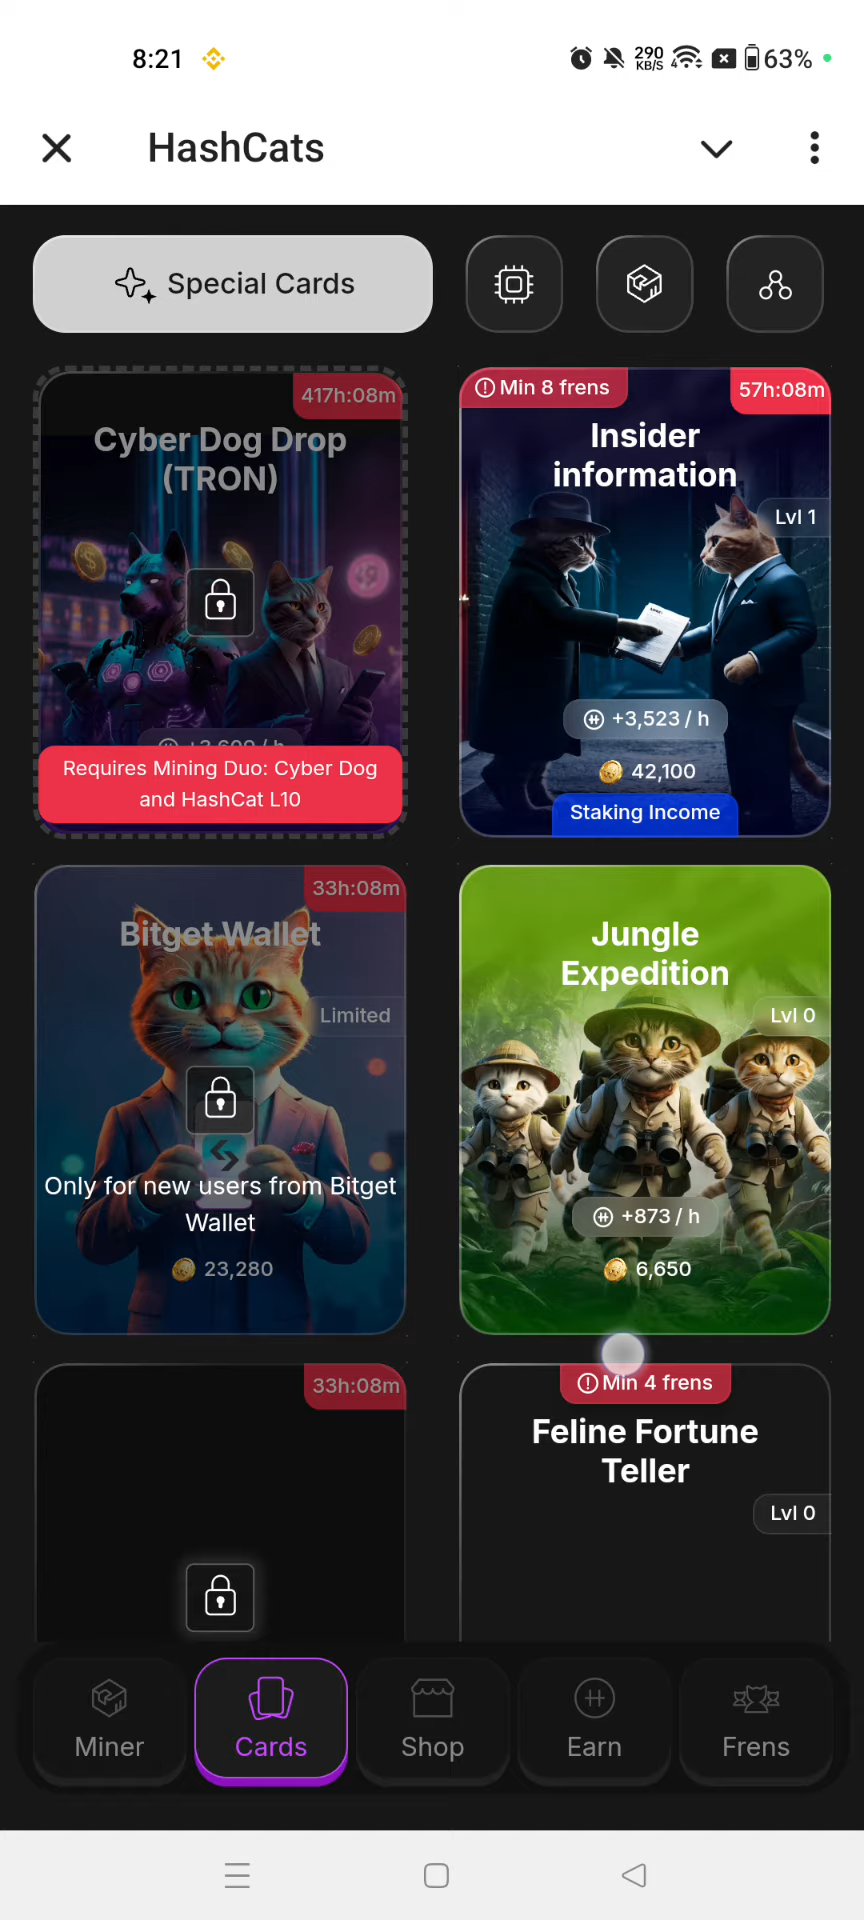 8:21
290
KB/S
4
63%
HashCats
Special Cards
417h:08m
Cyber Dog Drop
(TRON)
Requires Mining Duo: Cyber Dog
and HashCat L10
Min 8 frens
57h:08m
Insider
information
Lvl 1
+3,523 / h
42,100
Staking Income
33h:08m
Bitget Wallet
Limited
Only for new users from Bitget
Wallet
23,280
Jungle
Expedition
Lvl 0
+873 / h
6,650
33h:08m
Min 4 frens
Feline Fortune
Teller
Lvl 0
Miner
Cards
Shop
Earn
Frens